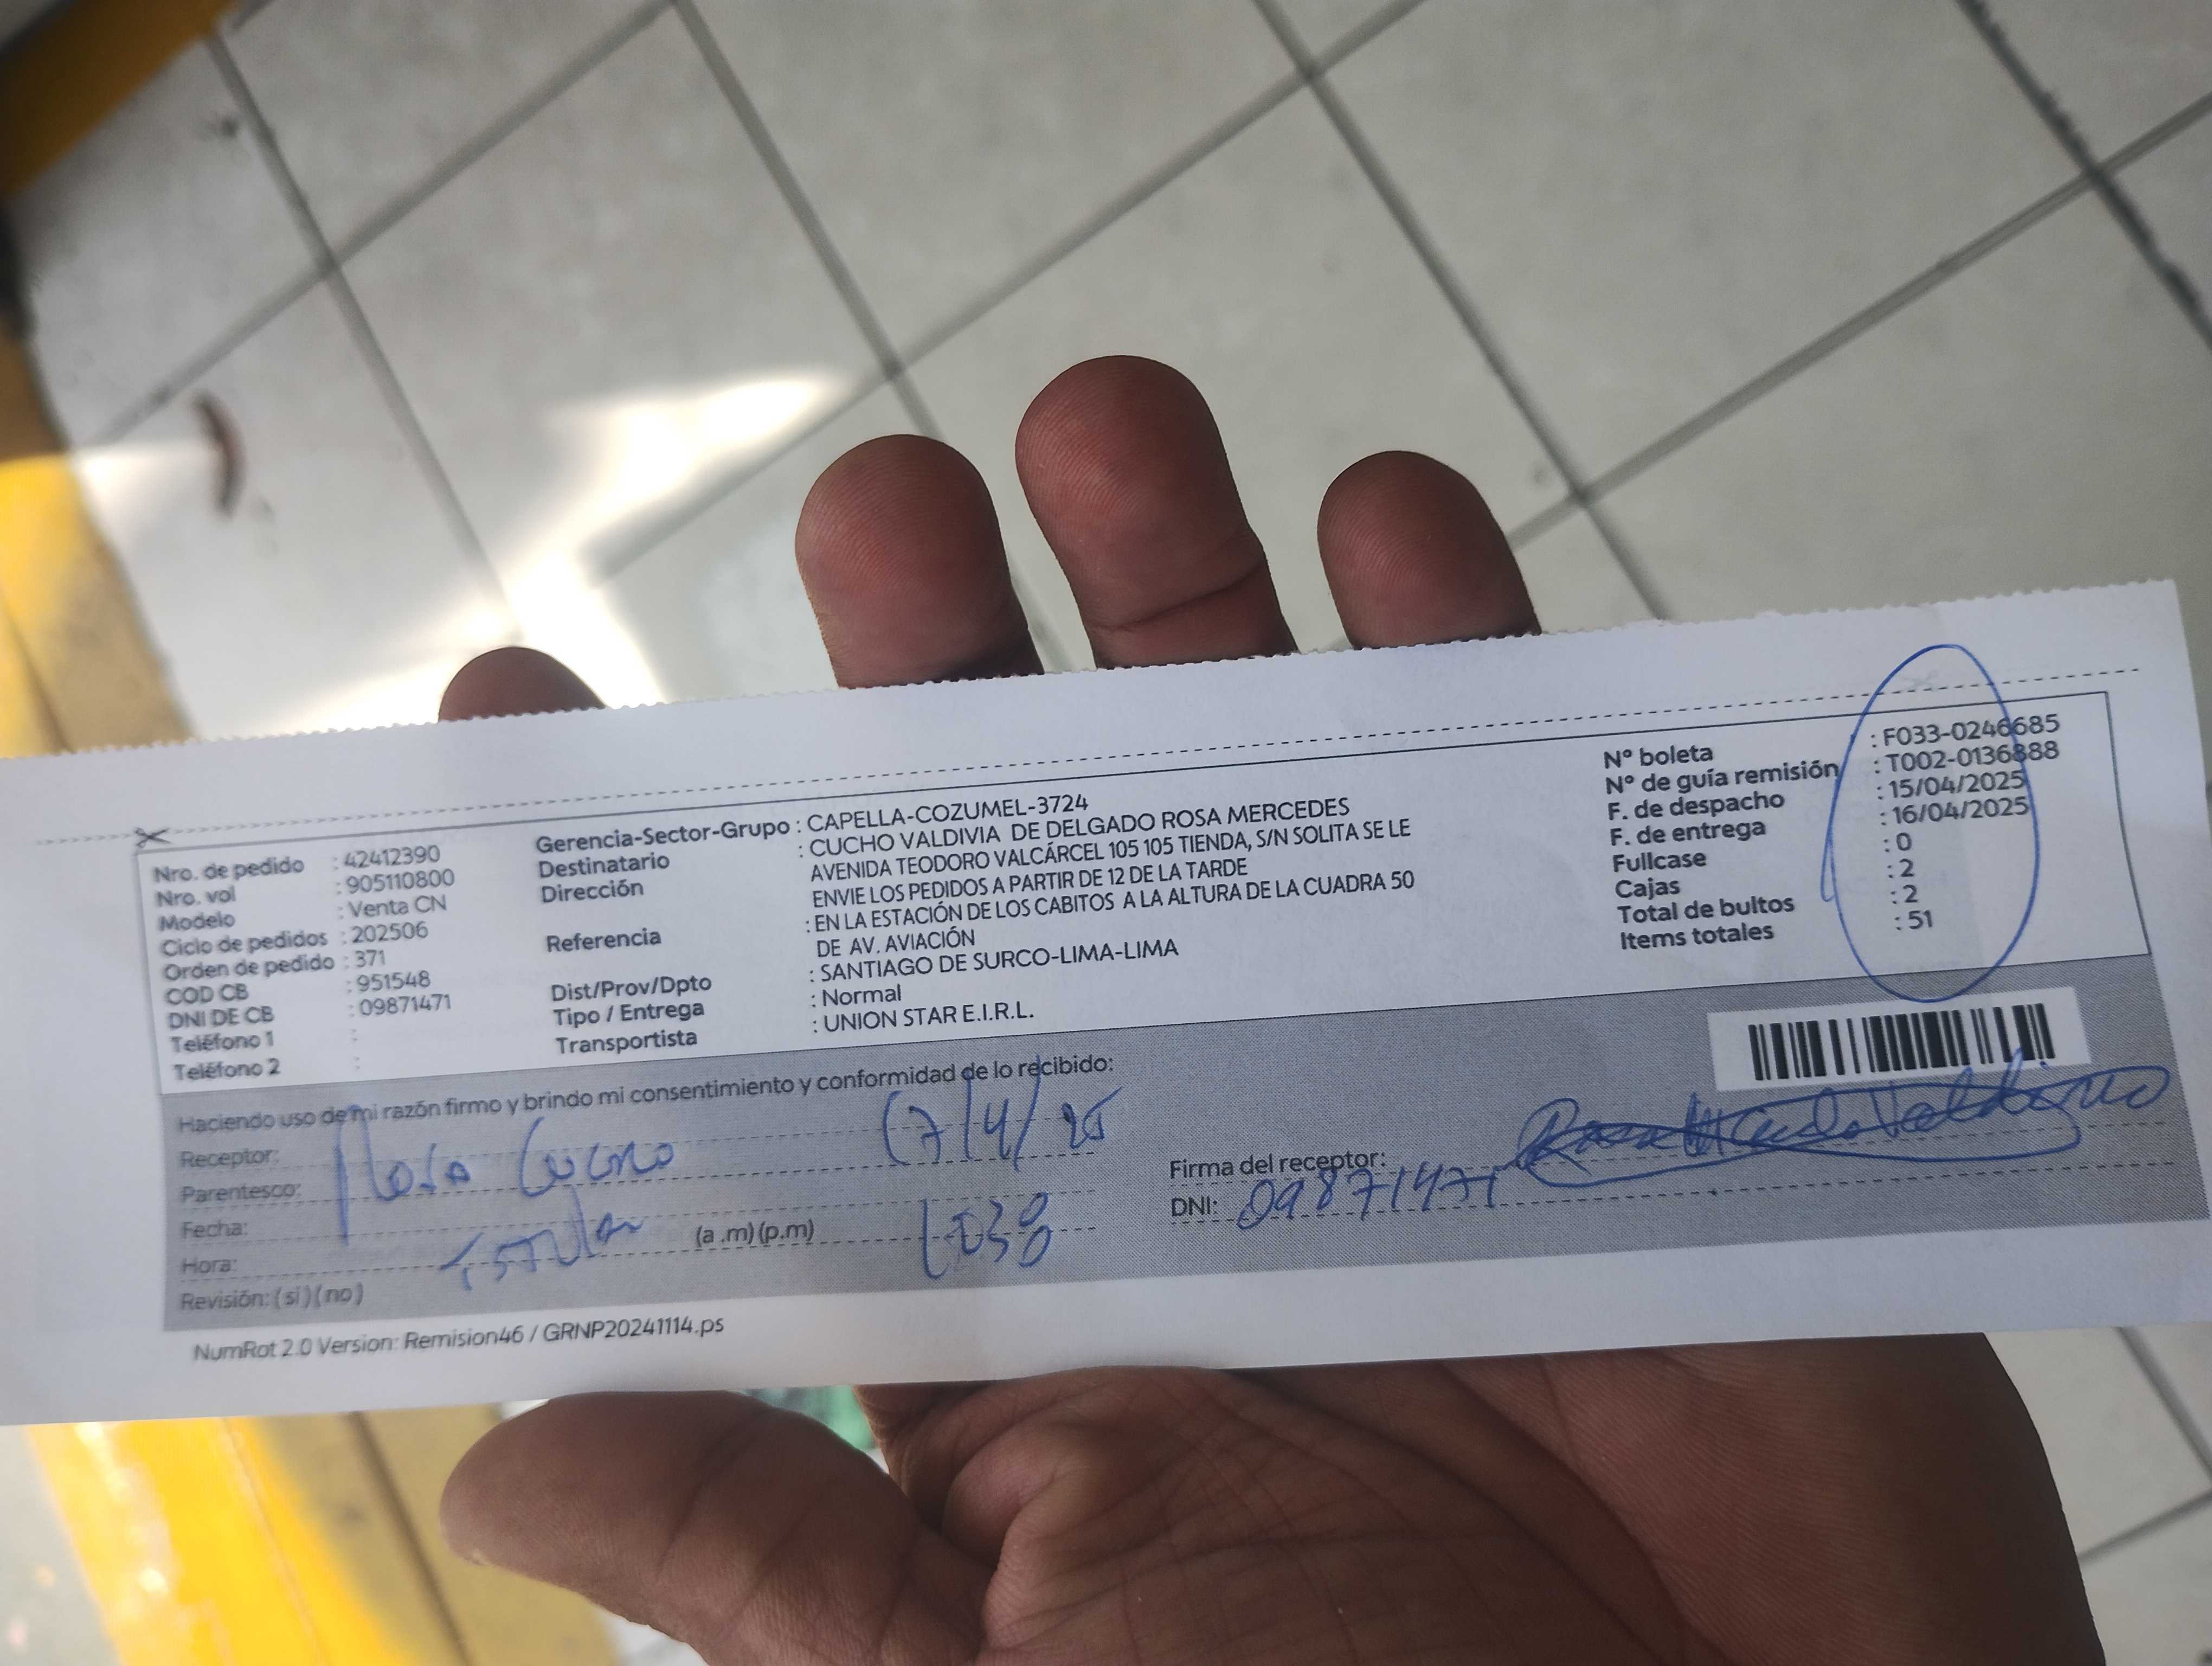 Nro. de pedido : 42412390
Nro. vol : 905110800
Modelo : Venta CN
Ciclo de pedidos : 202506
Orden de pedido : 371
COD CB : 951548
DNI DE CB : 09871471
Teléfono 1 :
Teléfono 2 :
Gerencia-Sector-Grupo : CAPELLA-COZUMEL-3724
Destinatario : CUCHO VALDIVIA DE DELGADO ROSA MERCEDES
Dirección : AVENIDA TEODORO VALCÁRCEL 105 105 TIENDA, S/N SOLITA SE LE
ENVIE LOS PEDIDOS A PARTIR DE 12 DE LA TARDE
Referencia : EN LA ESTACIÓN DE LOS CABITOS A LA ALTURA DE LA CUADRA 50
DE AV. AVIACIÓN
Dist/Prov/Dpto : SANTIAGO DE SURCO-LIMA-LIMA
Tipo / Entrega : Normal
Transportista : UNION STAR E.I.R.L.
Nº boleta : F033-0246685
Nº de guía remisión : T002-0136888
F. de despacho : 15/04/2025
F. de entrega : 16/04/2025
Fullcase : 0
Cajas : 2
Total de bultos : 2
Items totales : 51
Haciendo uso de mi razón firmo y brindo mi consentimiento y conformidad de lo recibido:
Receptor: Rosa Cucho 17/4/25
Parentesco:
Fecha:
Hora: (a .m) (p.m)
Revisión: (si) (no)
Firma del receptor:
DNI: 09871471
NumRot 2.0 Version: Remision46 / GRNP20241114.ps